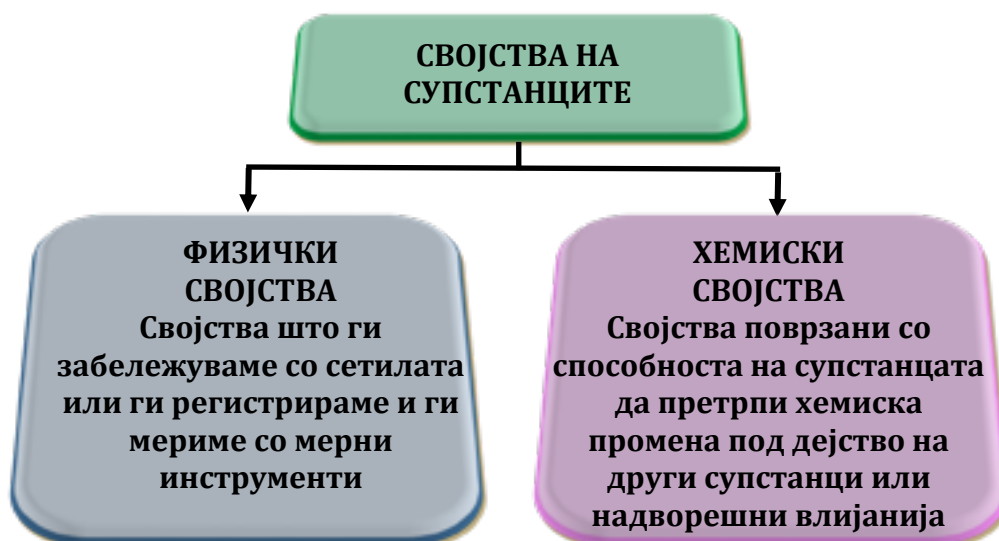 СВОЈСТВА НА
СУПСТАНЦИТЕ
ФИЗИЧКИ
СВОЈСТВА
Својства што ги
забележуваме со сетилата
или ги регистрираме и ги
мериме со мерни
инструменти
ХЕМИСКИ
СВОЈСТВА
Својства поврзани со
способноста на супстанцата
да претрпи хемиска
промена под дејство на
други супстанци или
надворешни влијанија